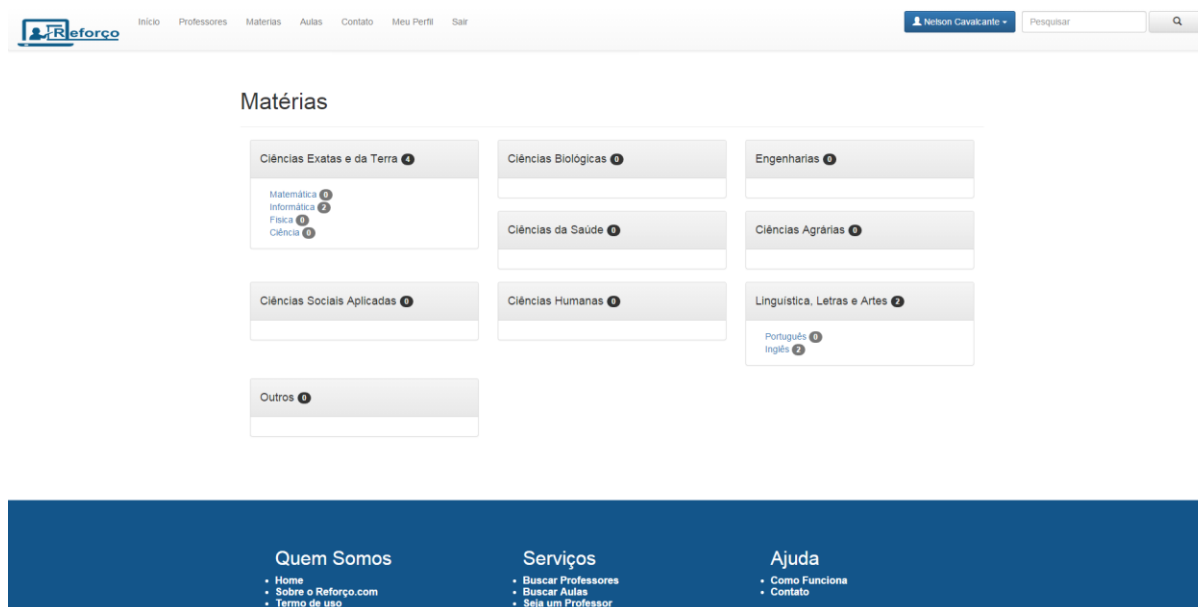 Reforço
Início Professores Materias Aulas Contato Meu Perfil Sair
Nelson Cavalcante
Pesquisar
Matérias
Ciências Exatas e da Terra 4
Matemática 0
Informática 2
Fisica 0
Ciência 0
Ciências Biológicas 0
Engenharias 0
Ciências da Saúde 0
Ciências Agrárias 0
Ciências Sociais Aplicadas 0
Ciências Humanas 0
Linguística, Letras e Artes 2
Português 0
Inglês 2
Outros 0
Quem Somos
• Home
• Sobre o Reforço.com
• Termo de uso
Serviços
• Buscar Professores
• Buscar Aulas
• Seja um Professor
Ajuda
• Como Funciona
• Contato